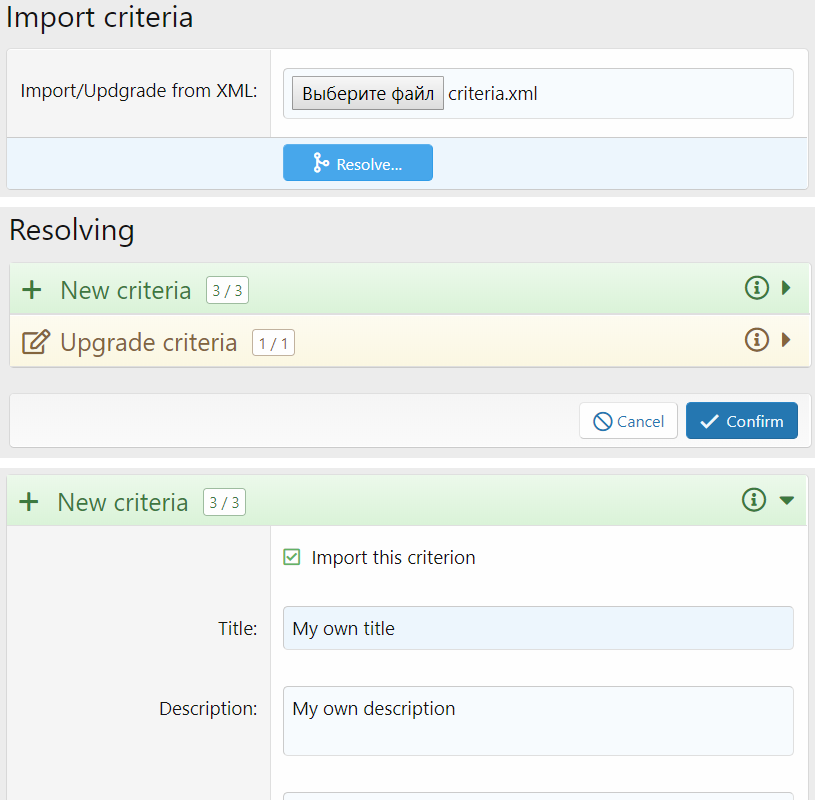 Import criteria
Import/Updgrade from XML:
Выберите файл criteria.xml
Resolve...
Resolving
New criteria 3 / 3
Upgrade criteria 1 / 1
Cancel Confirm
New criteria 3 / 3
Import this criterion
Title: My own title
Description: My own description